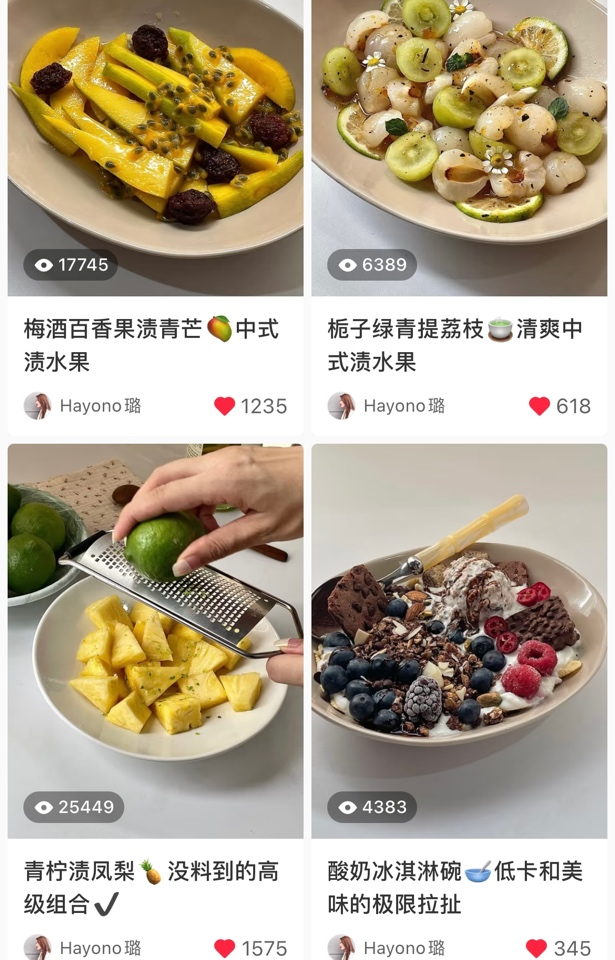 17745
6389
梅酒百香果渍青芒🥭中式
渍水果
栀子绿青提荔枝🍵清爽中
式渍水果
Hayono璐
1235
Hayono璐
618
25449
4383
青柠渍凤梨🍍没料到的高
级组合✔️
酸奶冰淇淋碗🥣低卡和美
味的极限拉扯
Hayono璐
1575
Hayono璐
345